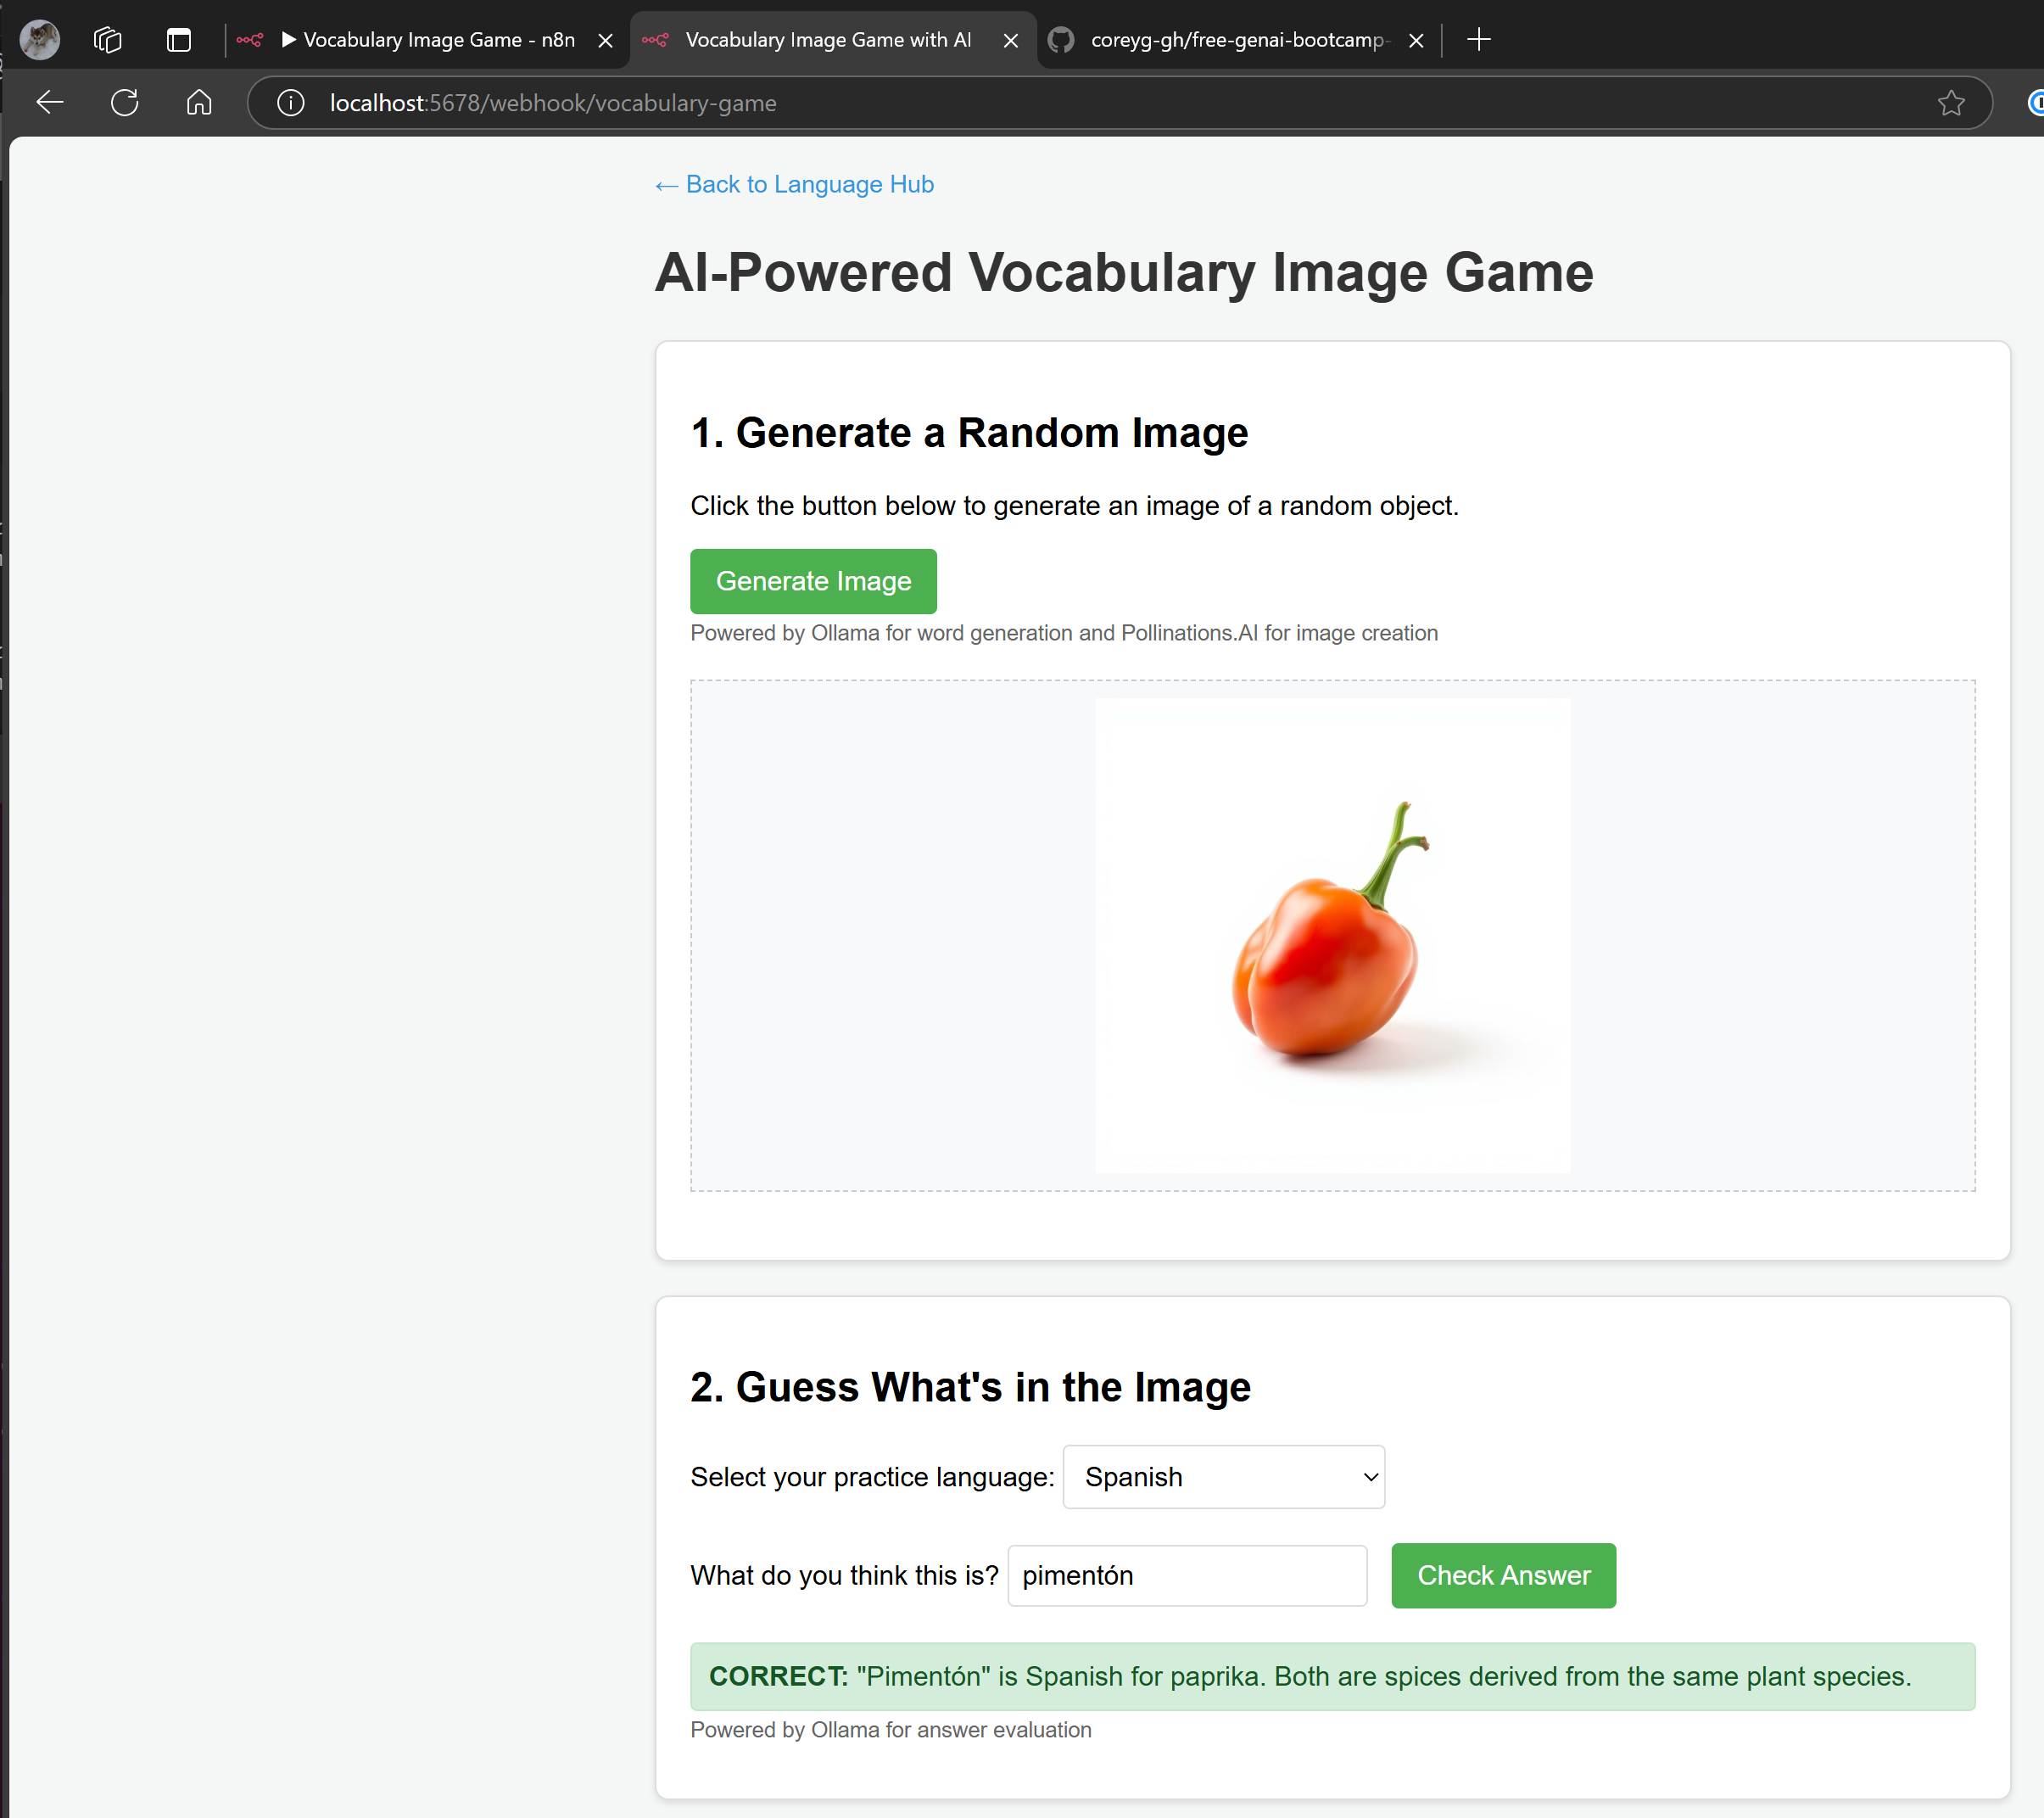 Vocabulary Image Game - n8n
Vocabulary Image Game with AI
coreyg-gh/free-genai-bootcamp-
localhost:5678/webhook/vocabulary-game
← Back to Language Hub
AI-Powered Vocabulary Image Game
1. Generate a Random Image
Click the button below to generate an image of a random object.
Generate Image
Powered by Ollama for word generation and Pollinations.AI for image creation
2. Guess What's in the Image
Select your practice language: Spanish
What do you think this is? pimentón Check Answer
CORRECT: "Pimentón" is Spanish for paprika. Both are spices derived from the same plant species.
Powered by Ollama for answer evaluation